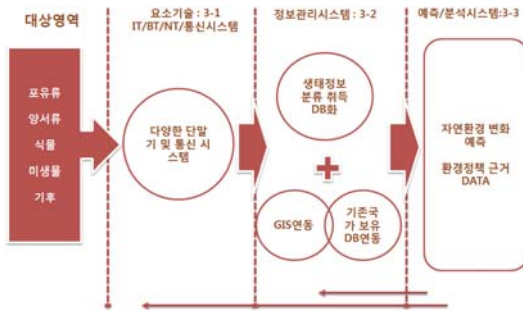 대상영역
요소기술 : 3-1
IT/BT/NT/통신시스템
정보관리시스템 : 3-2
예측/분석시스템:3-3
포유류
양서류
식물
미생물
기후
다양한 단말
기 및 통신 시
스템
생태정보
분류 취득
DB화
GIS연동
기존국
가 보유
DB연동
자연환경 변화
예측
환경정책 근거
DATA